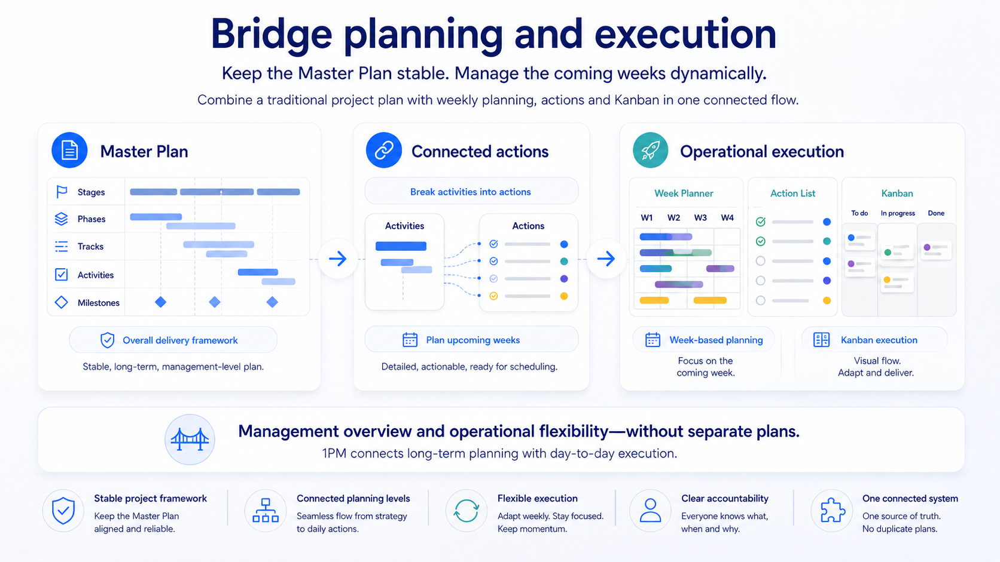 Bridge planning and execution
Keep the Master Plan stable. Manage the coming weeks dynamically.
Combine a traditional project plan with weekly planning, actions and Kanban in one connected flow.
Master Plan
Stages
Phases
Tracks
Activities
Milestones
Overall delivery framework
Stable, long-term, management-level plan.
Connected actions
Break activities into actions
Activities
Actions
Plan upcoming weeks
Detailed, actionable, ready for scheduling.
Operational execution
Week Planner
W1 W2 W3 W4
Action List
Kanban
To do In progress Done
Week-based planning
Focus on the
coming week.
Kanban execution
Visual flow.
Adapt and deliver.
Management overview and operational flexibility—without separate plans.
1PM connects long-term planning with day-to-day execution.
Stable project framework
Keep the Master Plan
aligned and reliable.
Connected planning levels
Seamless flow from strategy
to daily actions.
Flexible execution
Adapt weekly. Stay focused.
Keep momentum.
Clear accountability
Everyone knows what,
when and why.
One connected system
One source of truth.
No duplicate plans.